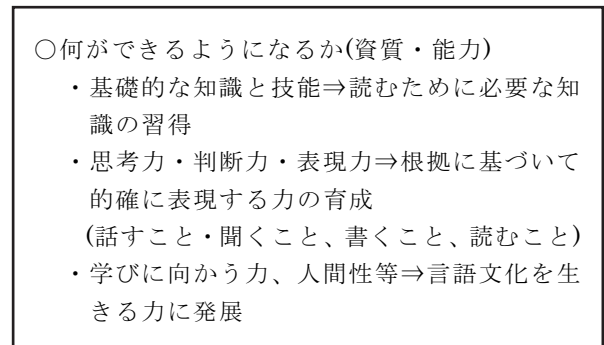 ○何ができるようになるか(資質・能力)
・基礎的な知識と技能⇒読むために必要な知
識の習得
・思考力・判断力・表現力⇒根拠に基づいて
的確に表現する力の育成
(話すこと・聞くこと、書くこと、読むこと)
・学びに向かう力、人間性等⇒言語文化を生
きる力に発展